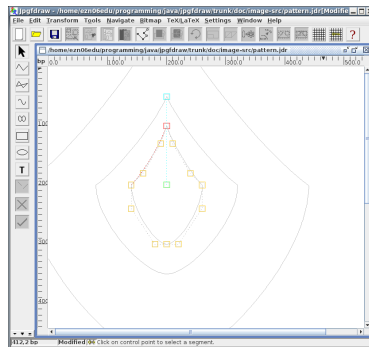 jpgfdraw - /home/ezn06edu/programming/java/jpgfdraw/trunk/doc/image-src/pattern.jdr[Modifie
File Edit Transform Tools Navigate Bitmap TeX/LaTeX Settings Window Help
/home/ezn06edu/programming/java/jpgfdraw/trunk/doc/image-src/pattern.jdr
bp 0.0 100.0 200.0 300.0 400.0 500.0
100
200
300
400
T
412,2 bp Modified Click on control point to select a segment.